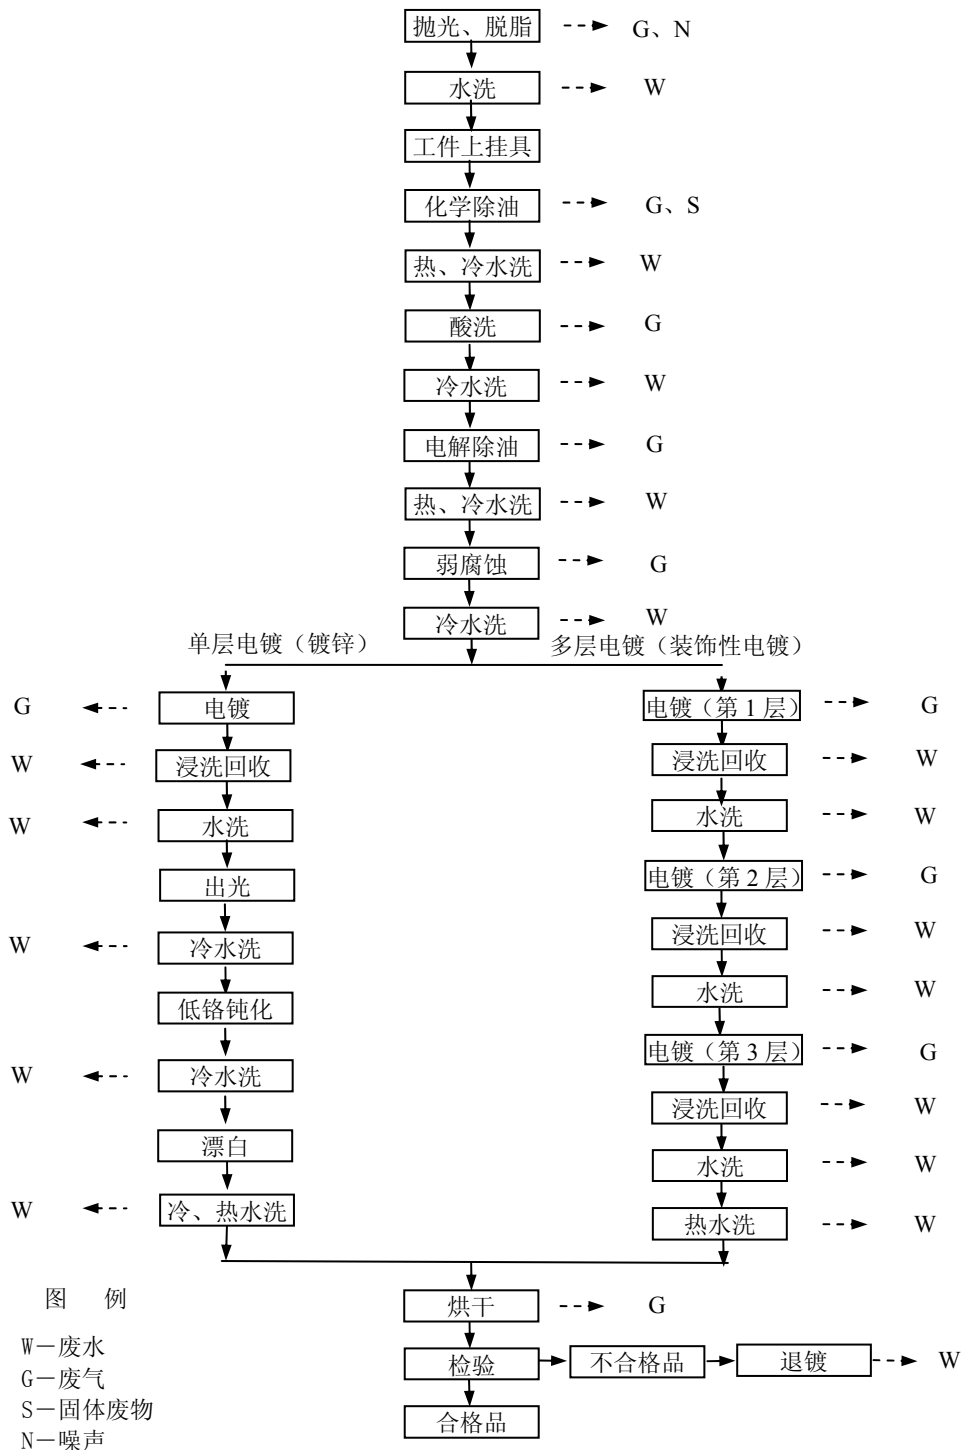 抛光、脱脂 G、N
水洗 W
工件上挂具
化学除油 G、S
热、冷水洗 W
酸洗 G
冷水洗 W
电解除油 G
热、冷水洗 W
弱腐蚀 G
冷水洗 W
单层电镀（镀锌） 多层电镀（装饰性电镀）
G 电镀 电镀（第 1 层） G
W 浸洗回收 浸洗回收 W
W 水洗 水洗 W
出光 电镀（第 2 层） G
W 冷水洗 浸洗回收 W
低铬钝化 水洗 W
W 冷水洗 电镀（第 3 层） G
浸洗回收 W
漂白 水洗 W
W 冷、热水洗 热水洗 W
图 例 烘干 G
W－废水 检验 不合格品 退镀 W
G－废气
S－固体废物 合格品
N－噪声